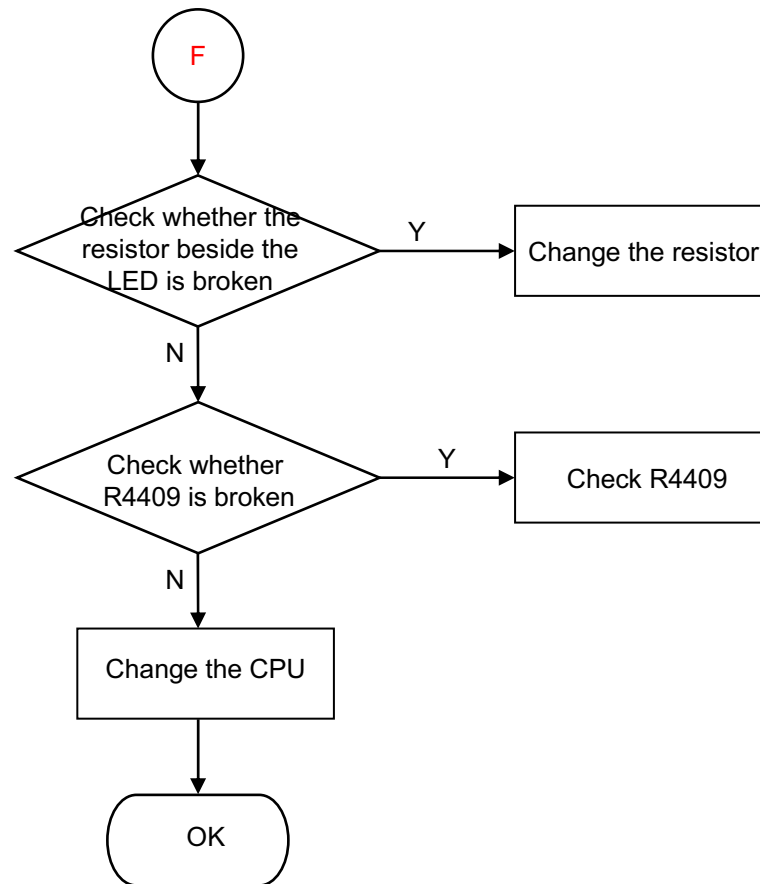 F
Check whether the
resistor beside the
LED is broken
Y
Change the resistor
N
Check whether
R4409 is broken
Y
Check R4409
N
Change the CPU
OK